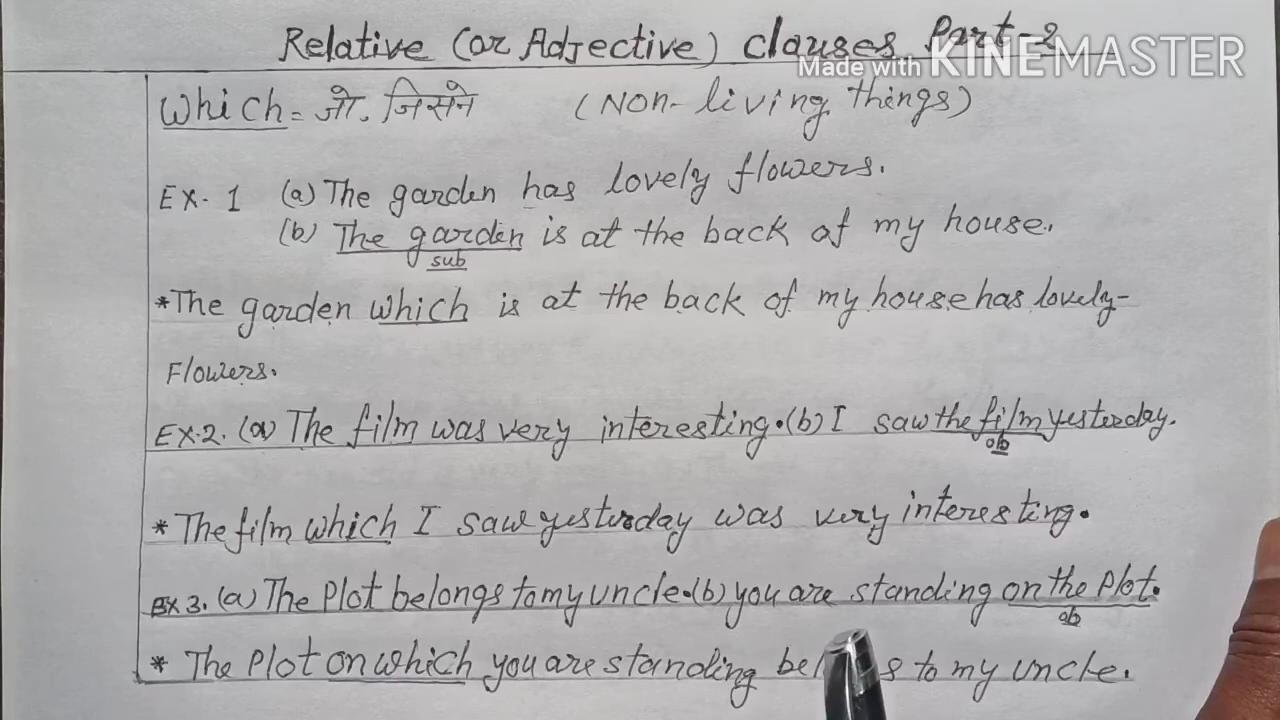 Relative (or Adjective) Clauses Part-2
Made with KINEMASTER
Which = जो, जिसने (Non-living things)
EX. 1 (a) The garden has lovely flowers.
(b) The garden is at the back of my house.
sub
*The garden which is at the back of my house has lovely-
Flowers.
EX.2. (a) The film was very interesting. (b) I saw the film yesterday.
ob
* The film which I saw yesterday was very interesting.
EX 3. (a) The Plot belongs to my uncle. (b) you are standing on the Plot.
ob
* The Plot on which you are standing bel s to my uncle.